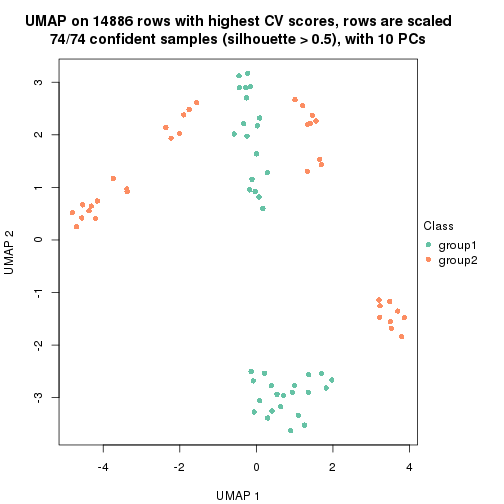 UMAP on 14886 rows with highest CV scores, rows are scaled
74/74 confident samples (silhouette > 0.5), with 10 PCs
3
2
1
0
-1
-2
-3
UMAP 2
-4
-2
0
2
4
UMAP 1
Class
group1
group2